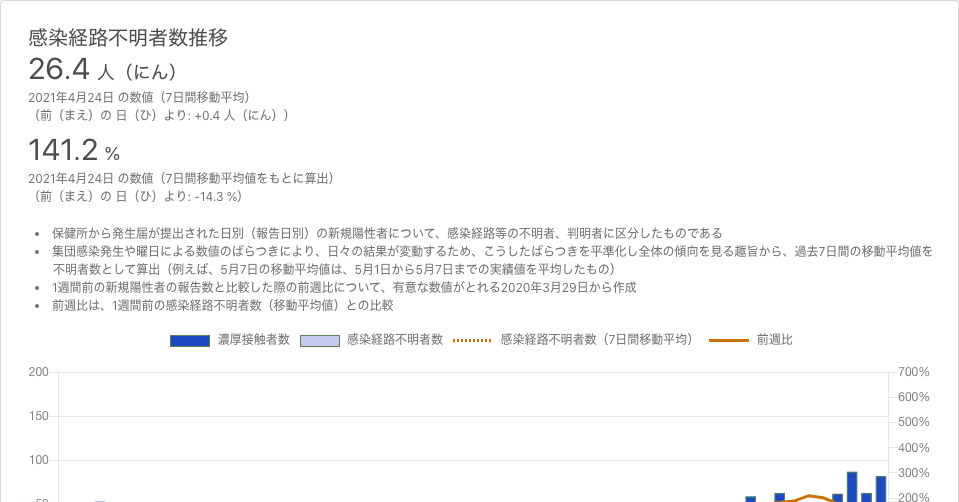 感染経路不明者数推移
26.4 人（にん）
2021年4月24日 の数値（7日間移動平均）
（前（まえ）の 日（ひ）より: +0.4 人（にん））
141.2 %
2021年4月24日 の数値（7日間移動平均値をもとに算出）
（前（まえ）の 日（ひ）より: -14.3 %）
• 保健所から発生届が提出された日別（報告日別）の新規陽性者について、感染経路等の不明者、判明者に区分したものである
• 集団感染発生や曜日による数値のばらつきにより、日々の結果が変動するため、こうしたばらつきを平準化し全体の傾向を見る趣旨から、過去7日間の移動平均値を
不明者数として算出（例えば、5月7日の移動平均値は、5月1日から5月7日までの実績値を平均したもの）
• 1週間前の新規陽性者の報告数と比較した際の前週比について、有意な数値がとれる2020年3月29日から作成
• 前週比は、1週間前の感染経路不明者数（移動平均値）との比較
濃厚接触者数 感染経路不明者数 感染経路不明者数（7日間移動平均） 前週比
200 700%
600%
150 500%
400%
100 300%
50 200%